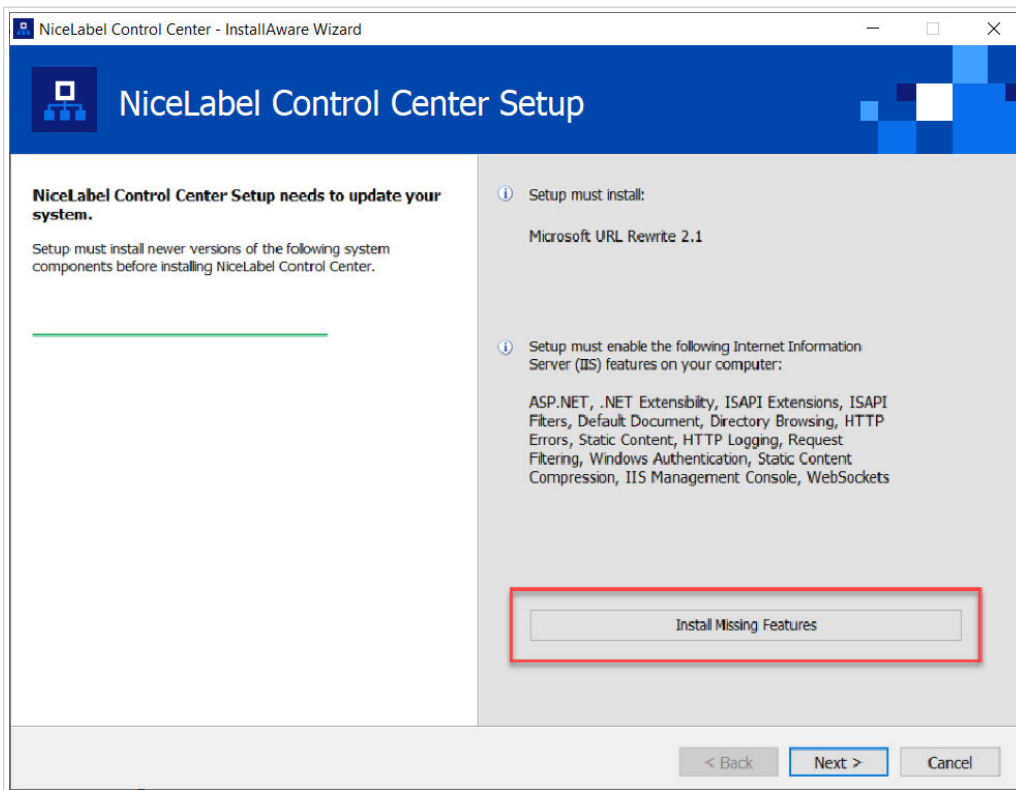 NiceLabel Control Center - InstallAware Wizard
NiceLabel Control Center Setup
NiceLabel Control Center Setup needs to update your
system.
Setup must install newer versions of the following system
components before installing NiceLabel Control Center.
Setup must install:
Microsoft URL Rewrite 2.1
Setup must enable the following Internet Information
Server (IIS) features on your computer:
ASP.NET, .NET Extensibilty, ISAPI Extensions, ISAPI
Filters, Default Document, Directory Browsing, HTTP
Errors, Static Content, HTTP Logging, Request
Filtering, Windows Authentication, Static Content
Compression, IIS Management Console, WebSockets
Install Missing Features
< Back
Next >
Cancel